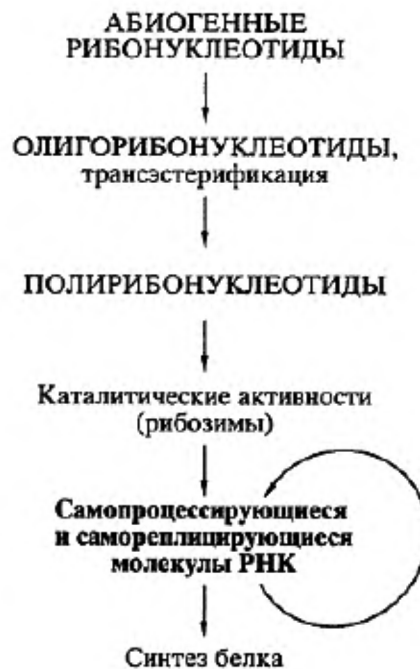 АБИОГЕННЫЕ
РИБОНУКЛЕОТИДЫ
ОЛИГОРИБОНУКЛЕОТИДЫ,
трансэстерификация
ПОЛИРИБОНУКЛЕОТИДЫ
Каталитические активности
(рибозимы)
Самопроцессирующиеся
и самореплицирующиеся
молекулы РНК
Синтез белка